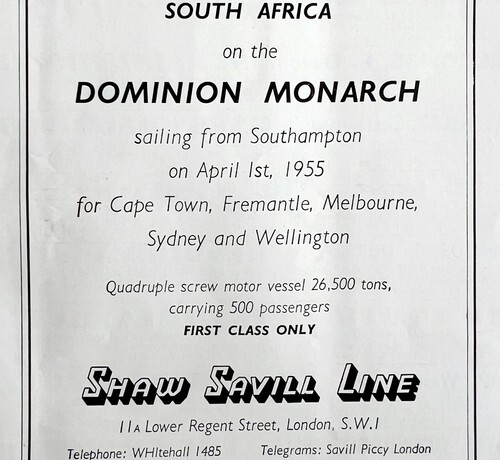 SOUTH AFRICA
on the
DOMINION MONARCH
sailing from Southampton
on April 1st, 1955
for Cape Town, Fremantle, Melbourne,
Sydney and Wellington
Quadruple screw motor vessel 26,500 tons,
carrying 500 passengers
FIRST CLASS ONLY
SHAW SAVILL LINE
11A Lower Regent Street, London, S.W.1
Telephone: WHItehall 1485 Telegrams: Savill Piccy London